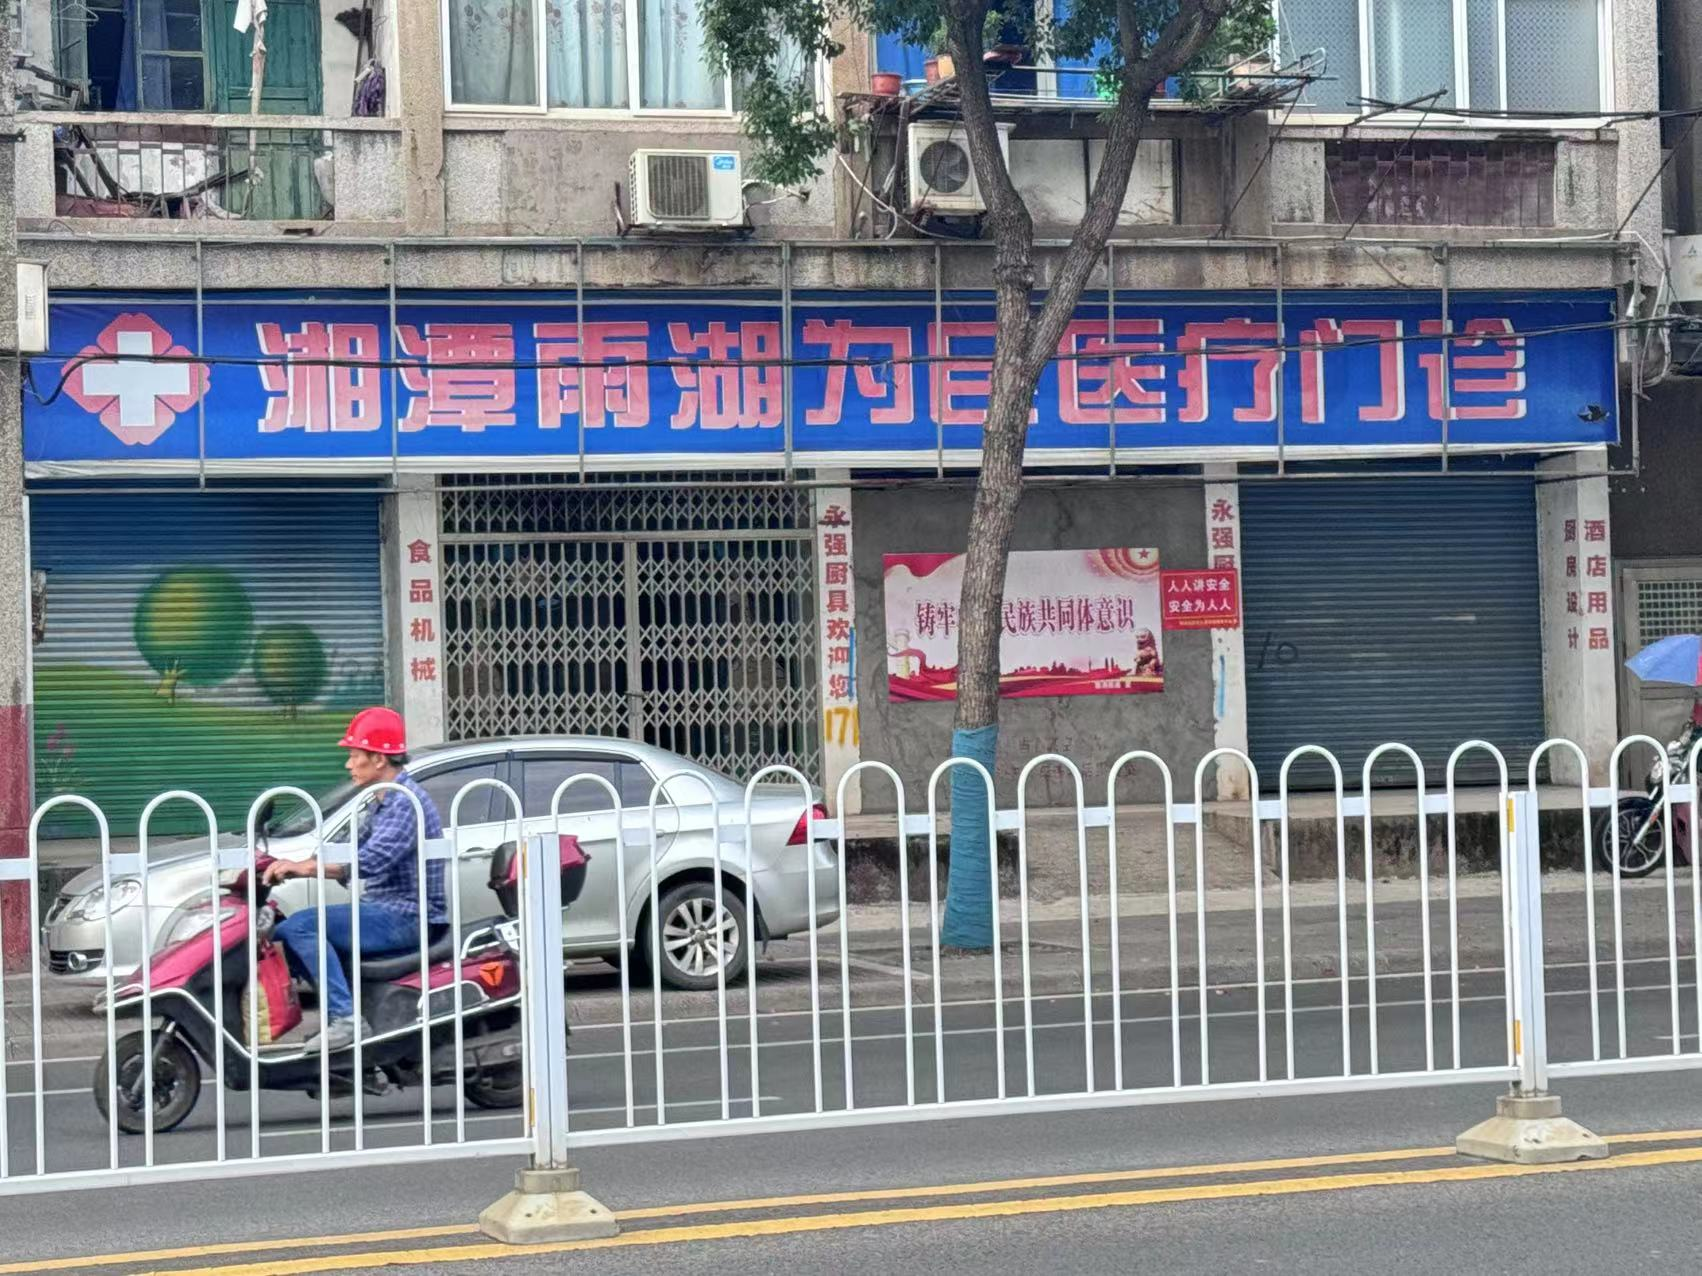 湘潭雨湖为民医疗门诊
食品机械
永强厨具欢迎您
171
铸牢 民族共同体意识
永强厨
人人讲安全
安全为人人
10
酒店用品
厨房设计